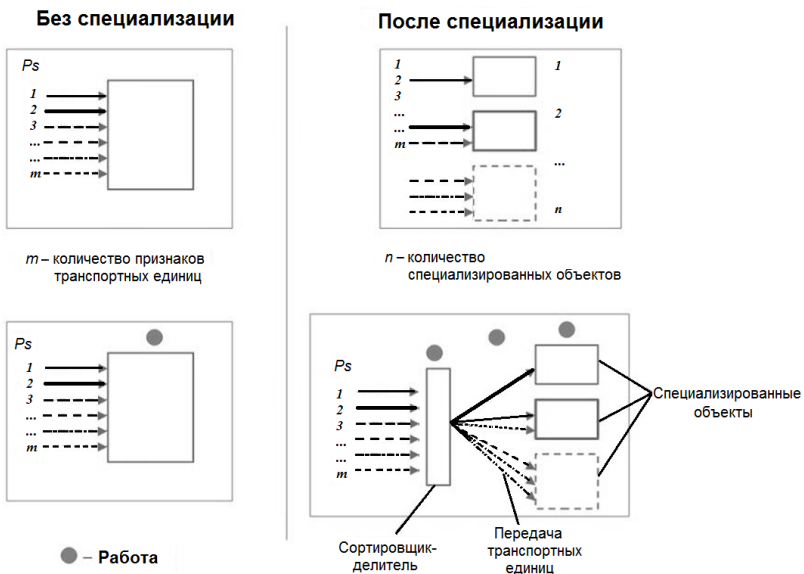 Без специализации
После специализации
Ps
1
2
3
...
...
m
1
2
3
...
...
m
1
2
...
n
m – количество признаков
транспортных единиц
n – количество
специализированных объектов
Ps
1
2
3
...
...
m
Ps
1
2
3
...
...
m
Специализированные
объекты
Сортировщик-
делитель
Передача
транспортных
единиц
– Работа